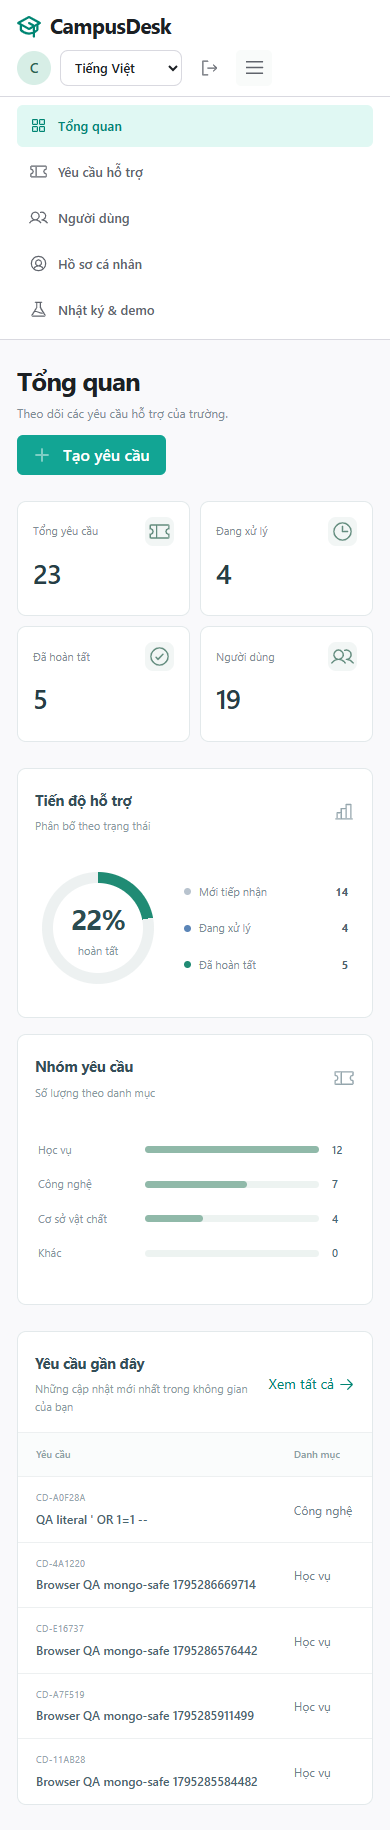 CampusDesk
C
Tiếng Việt
Tổng quan
Yêu cầu hỗ trợ
Người dùng
Hồ sơ cá nhân
Nhật ký & demo
Tổng quan
Theo dõi các yêu cầu hỗ trợ của trường.
Tạo yêu cầu
Tổng yêu cầu
23
Đang xử lý
4
Đã hoàn tất
5
Người dùng
19
Tiến độ hỗ trợ
Phân bố theo trạng thái
22%
hoàn tất
Mới tiếp nhận 14
Đang xử lý 4
Đã hoàn tất 5
Nhóm yêu cầu
Số lượng theo danh mục
Học vụ 12
Công nghệ 7
Cơ sở vật chất 4
Khác 0
Yêu cầu gần đây
Những cập nhật mới nhất trong không gian
của bạn
Xem tất cả
Yêu cầu Danh mục
CD-A0F28A
QA literal ' OR 1=1 --
Công nghệ
CD-4A1220
Browser QA mongo-safe 1795286669714
Học vụ
CD-E16737
Browser QA mongo-safe 1795286576442
Học vụ
CD-A7F519
Browser QA mongo-safe 1795285911499
Học vụ
CD-11AB28
Browser QA mongo-safe 1795285584482
Học vụ